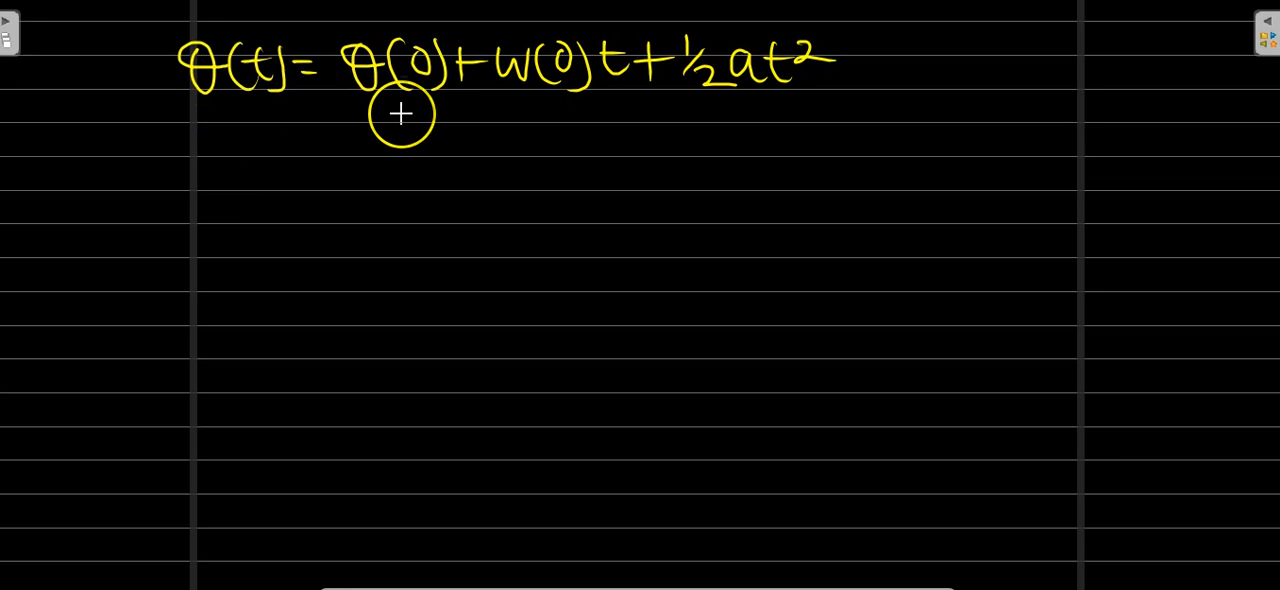 θ(t) = θ(0) + w(0)t + ½at²